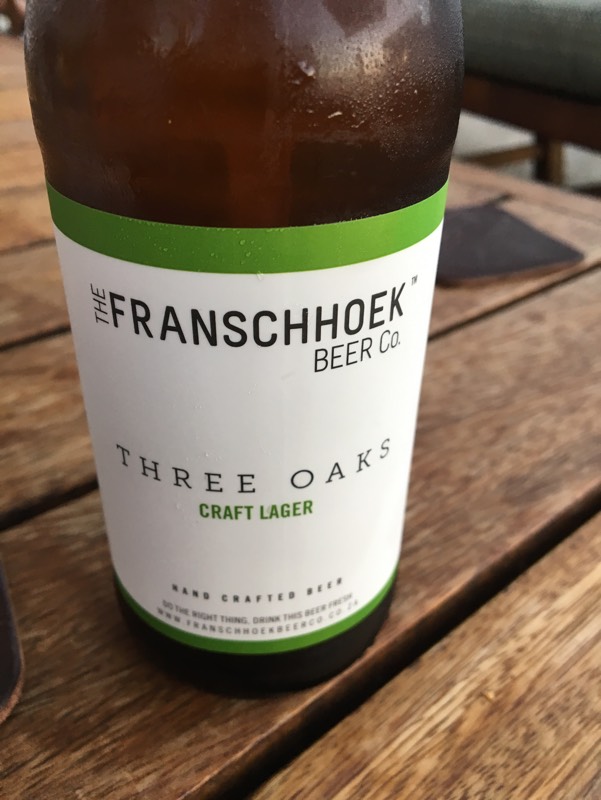 THE FRANSCHHOEK™
BEER Co.
THREE OAKS
CRAFT LAGER
HAND CRAFTED BEER
DO THE RIGHT THING, DRINK THIS BEER FRESH
WWW.FRANSCHHOEKBEERCO.CO.ZA